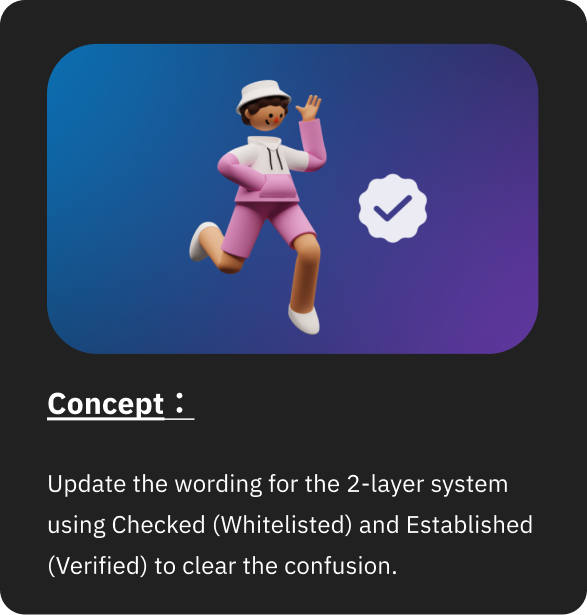 Concept：
Update the wording for the 2-layer system
using Checked (Whitelisted) and Established
(Verified) to clear the confusion.